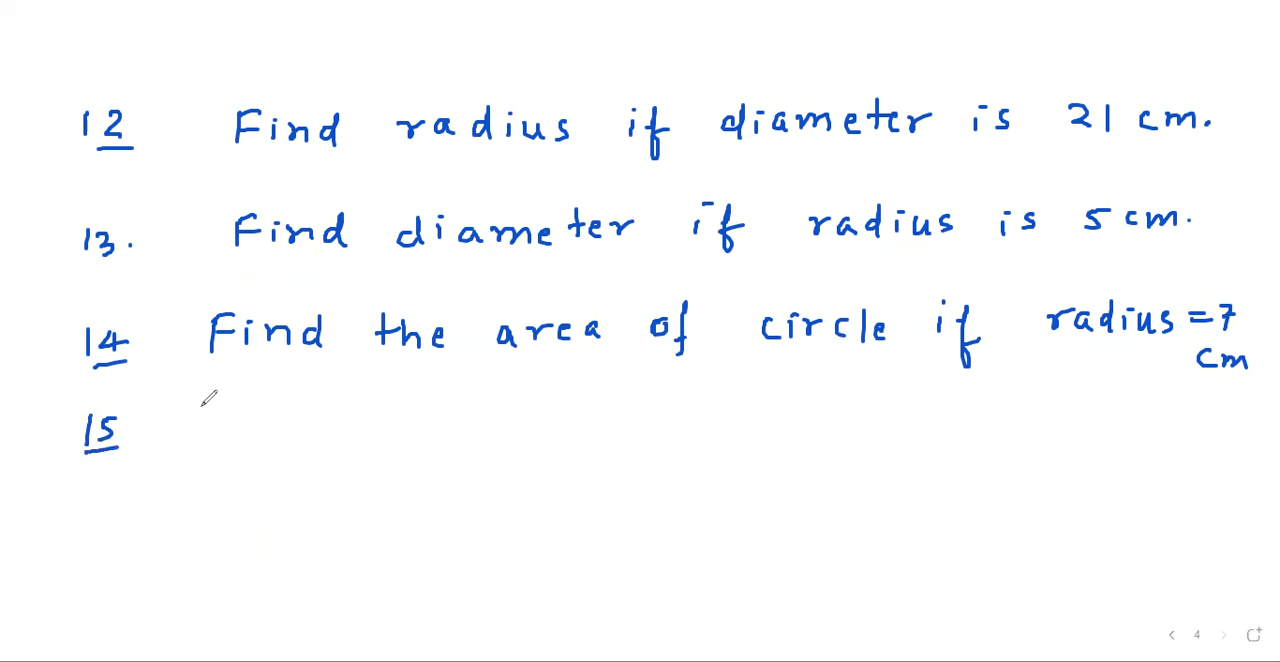 12 Find radius if diameter is 21 cm.
13. Find diameter if radius is 5 cm.
14 Find the area of circle if radius = 7
cm
15
4